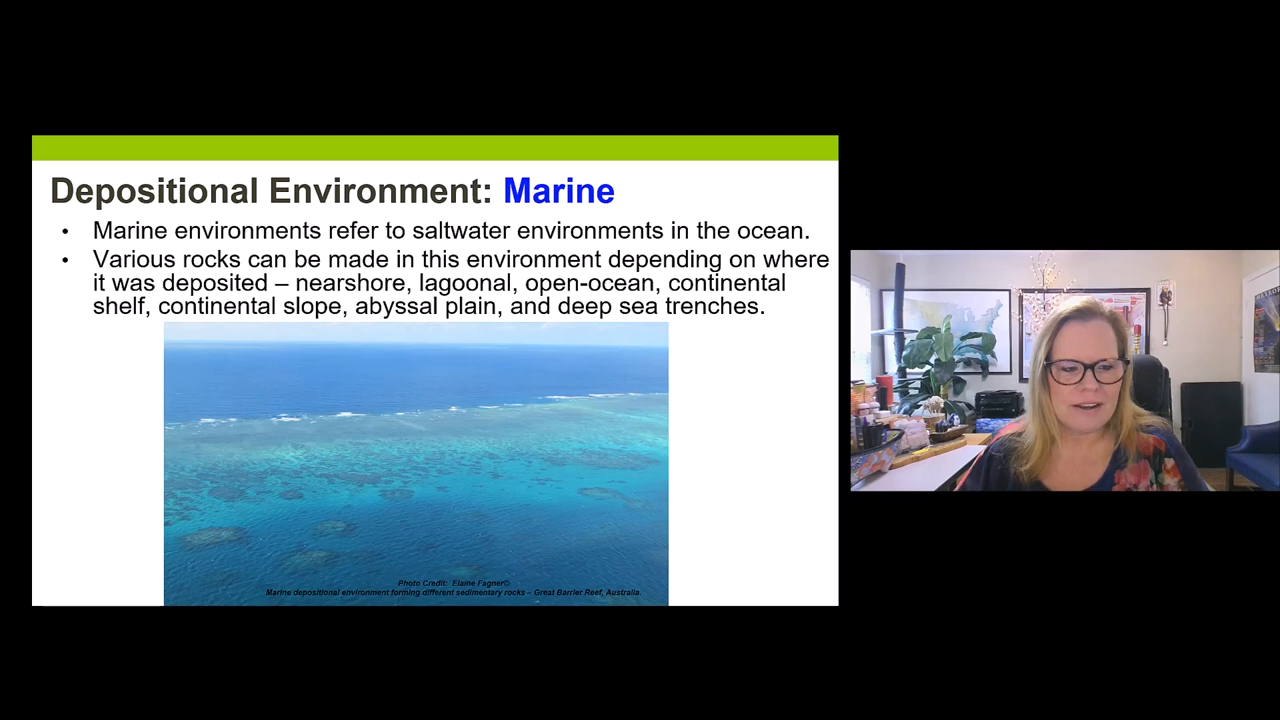 Depositional Environment: Marine
• Marine environments refer to saltwater environments in the ocean.
• Various rocks can be made in this environment depending on where
it was deposited – nearshore, lagoonal, open-ocean, continental
shelf, continental slope, abyssal plain, and deep sea trenches.
Photo Credit: Elaine Fagner©
Marine depositional environment forming different sedimentary rocks – Great Barrier Reef, Australia.